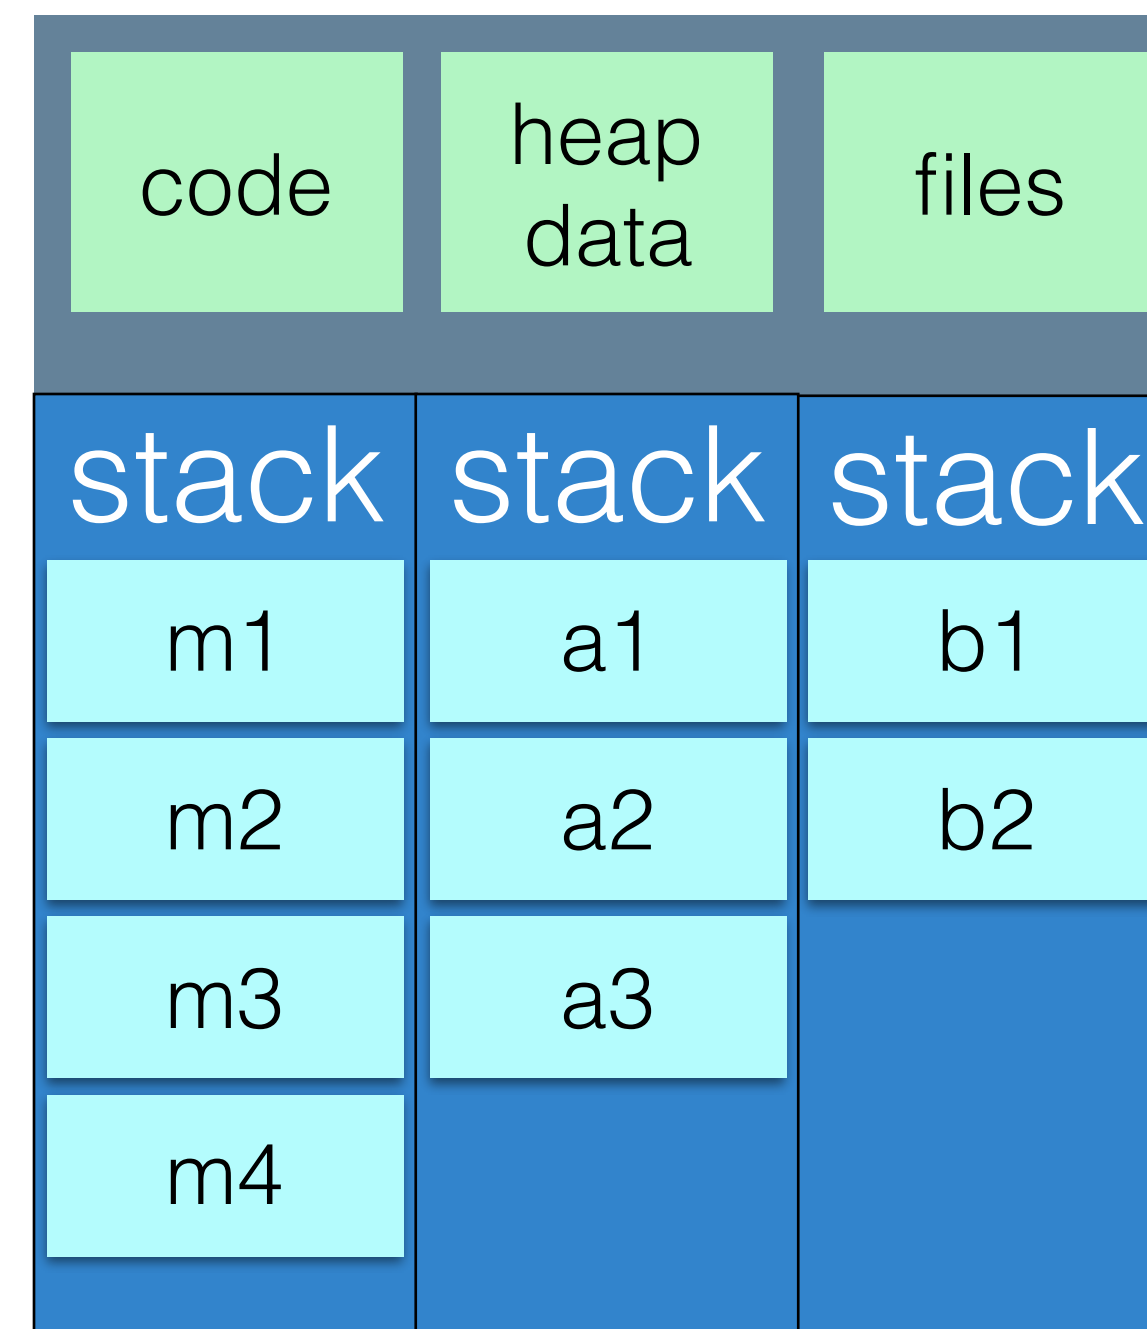 code
heap
data
files
stack stack stack
m1 a1 b1
m2 a2 b2
m3 a3
m4